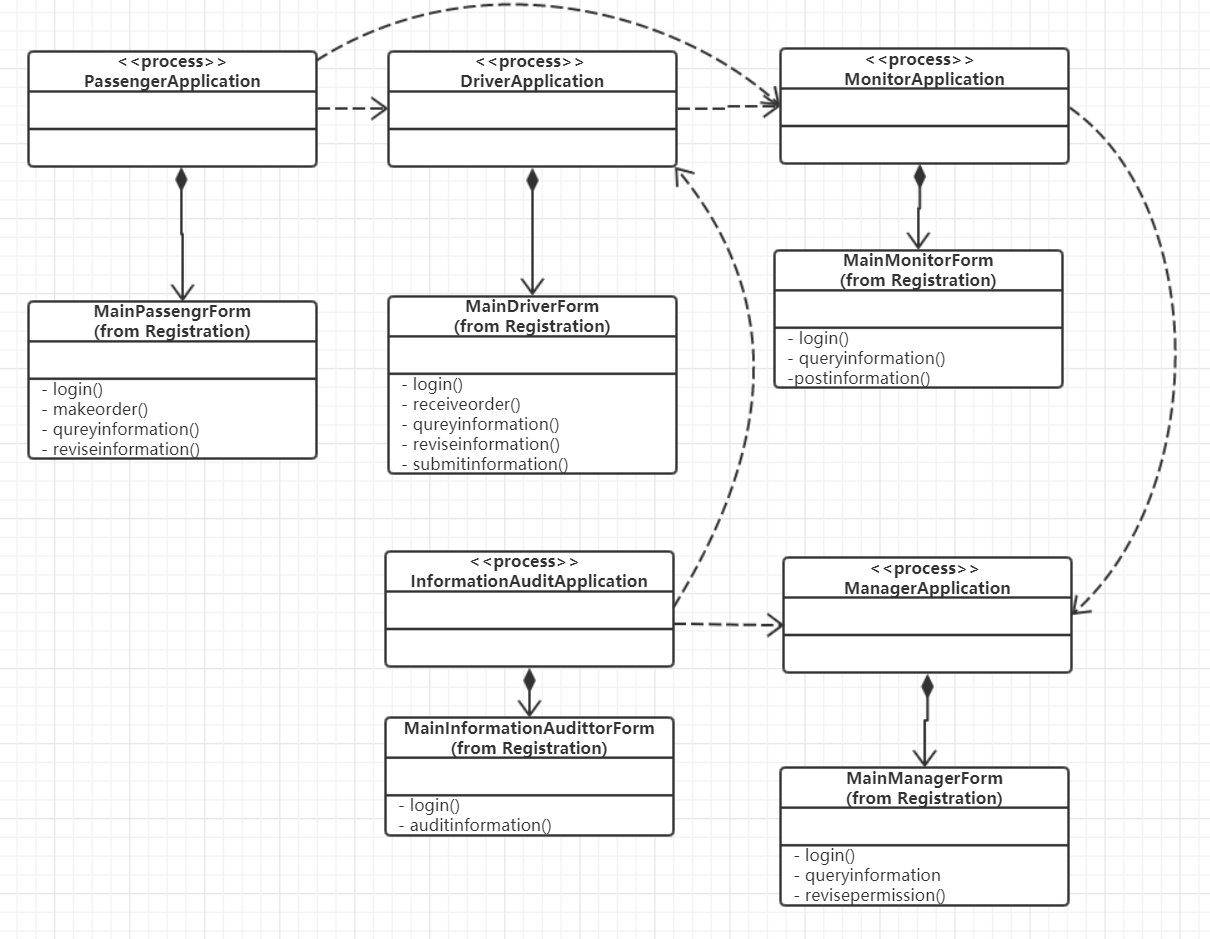 <<process>>
PassengerApplication
<<process>>
DriverApplication
<<process>>
MonitorApplication
MainPassengrForm
(from Registration)
- login()
- makeorder()
- qureyinformation()
- reviseinformation()
MainDriverForm
(from Registration)
- login()
- receiveorder()
- qureyinformation()
- reviseinformation()
- submitinformation()
MainMonitorForm
(from Registration)
- login()
- queryinformation()
-postinformation()
<<process>>
InformationAuditApplication
<<process>>
ManagerApplication
MainInformationAudittorForm
(from Registration)
- login()
- auditinformation()
MainManagerForm
(from Registration)
- login()
- queryinformation
- revisepermission()